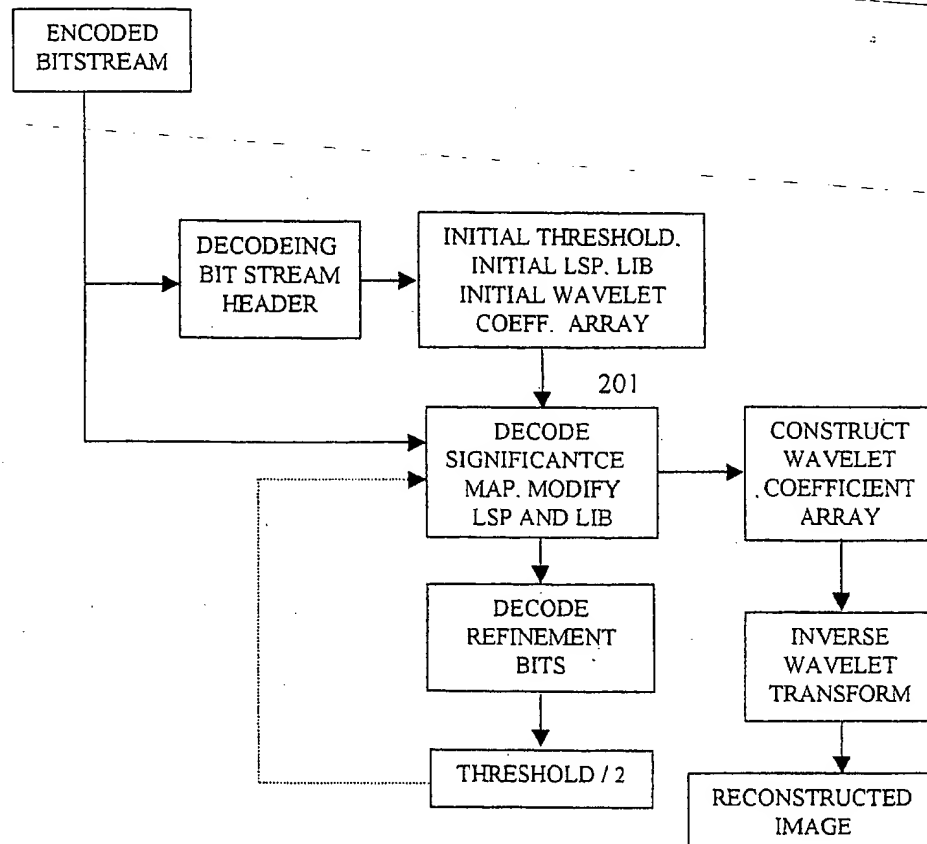 ENCODED
BITSTREAM
DECODEING
BIT STREAM
HEADER
INITIAL THRESHOLD.
INITIAL LSP. LIB
INITIAL WAVELET
COEFF. ARRAY
201
DECODE
SIGNIFICANTCE
MAP. MODIFY
LSP AND LIB
CONSTRUCT
WAVELET
COEFFICIENT
ARRAY
DECODE
REFINEMENT
BITS
INVERSE
WAVELET
TRANSFORM
THRESHOLD / 2
RECONSTRUCTED
IMAGE